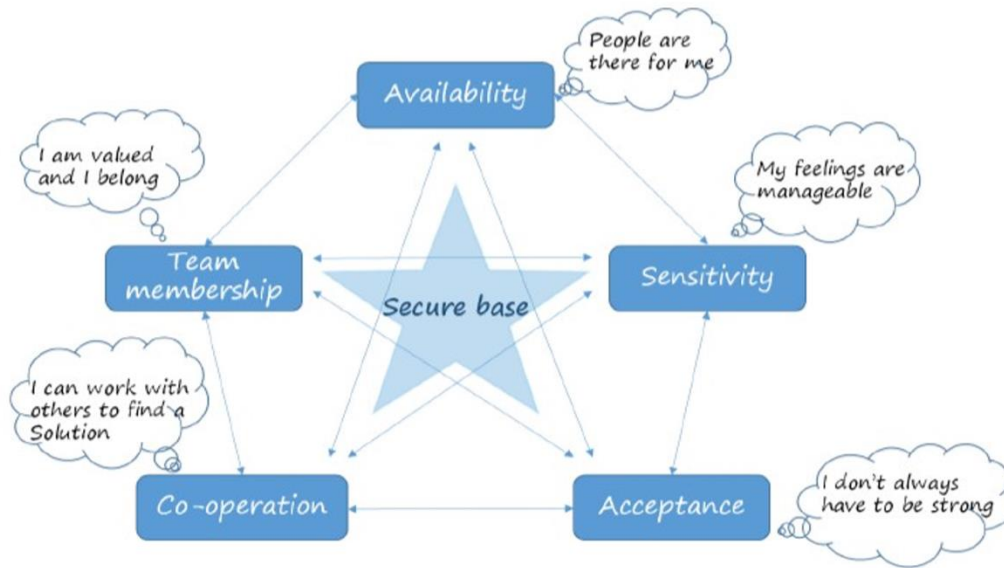 People are
there for me
Availability
I am valued
and I belong
My feelings are
manageable
Team
membership
Sensitivity
Secure base
I can work with
others to find a
Solution
Co-operation
Acceptance
I don't always
have to be strong